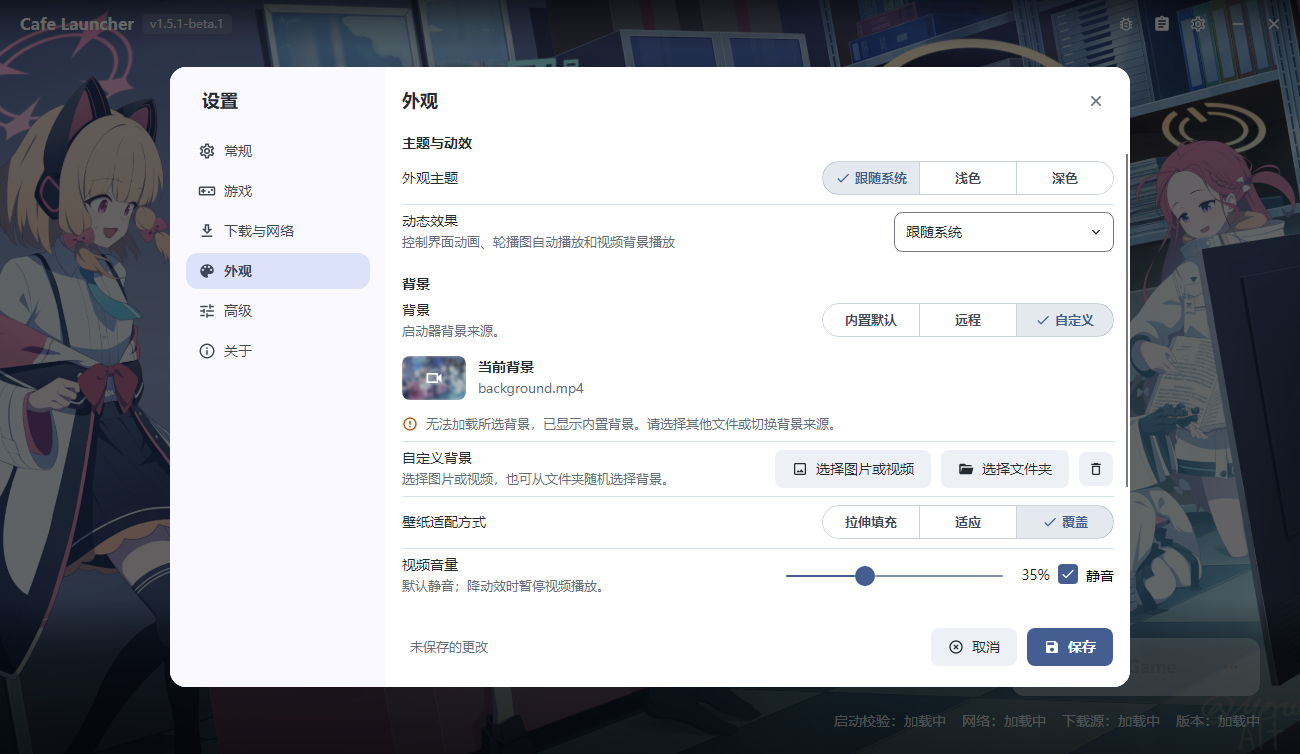 Cafe Launcher v1.5.1-beta.1
设置
常规
游戏
下载与网络
外观
高级
关于
外观
主题与动效
外观主题
跟随系统 浅色 深色
动态效果
控制界面动画、轮播图自动播放和视频背景播放
跟随系统
背景
背景
启动器背景来源。
内置默认 远程 自定义
当前背景
background.mp4
无法加载所选背景，已显示内置背景。请选择其他文件或切换背景来源。
自定义背景
选择图片或视频，也可从文件夹随机选择背景。
选择图片或视频 选择文件夹
壁纸适配方式
拉伸填充 适应 覆盖
视频音量
默认静音；降动效时暂停视频播放。
35% 静音
未保存的更改
取消 保存
Game
启动校验：加载中 网络：加载中 下载源：加载中 版本：加载中